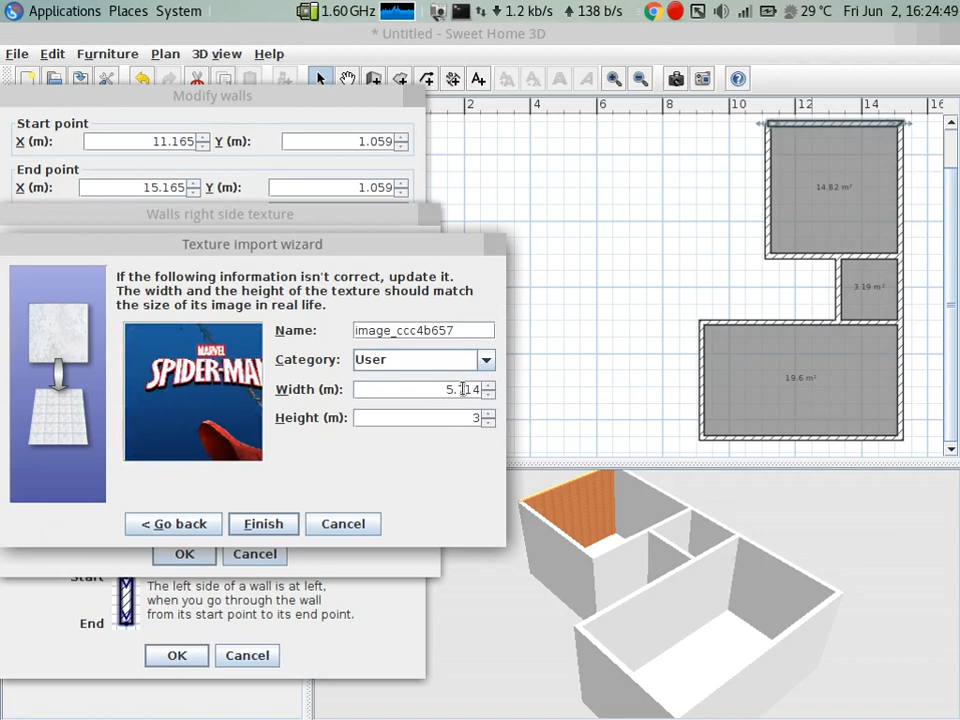 Applications Places System 1.60 GHz 1.2 kb/s 138 b/s 29 °C Fri Jun 2, 16:24:49
* Untitled - Sweet Home 3D
File Edit Furniture Plan 3D view Help
Modify walls
Start point
X (m): 11.165 Y (m): 1.059
End point
X (m): 15.165 Y (m): 1.059
Walls right side texture
Texture import wizard
If the following information isn't correct, update it.
The width and the height of the texture should match
the size of its image in real life.
Name: image_ccc4b657
Category: User
Width (m): 5.714
Height (m): 3
MARVEL
SPIDER-MA
< Go back Finish Cancel
OK Cancel
Start
The left side of a wall is at left,
when you go through the wall
from its start point to its end point.
End
OK Cancel
2 4 6 8 10 12 14 16
14.82 m²
3.19 m²
19.6 m²